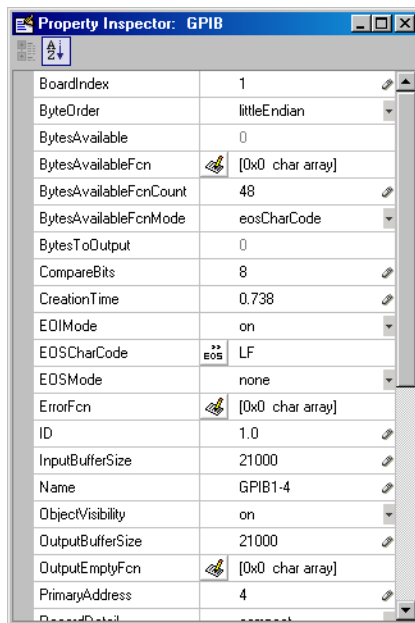 Property Inspector: GPIB
BoardIndex 1
ByteOrder littleEndian
BytesAvailable 0
BytesAvailableFcn [0x0 char array]
BytesAvailableFcnCount 48
BytesAvailableFcnMode eosCharCode
BytesToOutput 0
CompareBits 8
CreationTime 0.738
EOIMode on
EOSCharCode EOS LF
EOSMode none
ErrorFcn [0x0 char array]
ID 1.0
InputBufferSize 21000
Name GPIB1-4
ObjectVisibility on
OutputBufferSize 21000
OutputEmptyFcn [0x0 char array]
PrimaryAddress 4